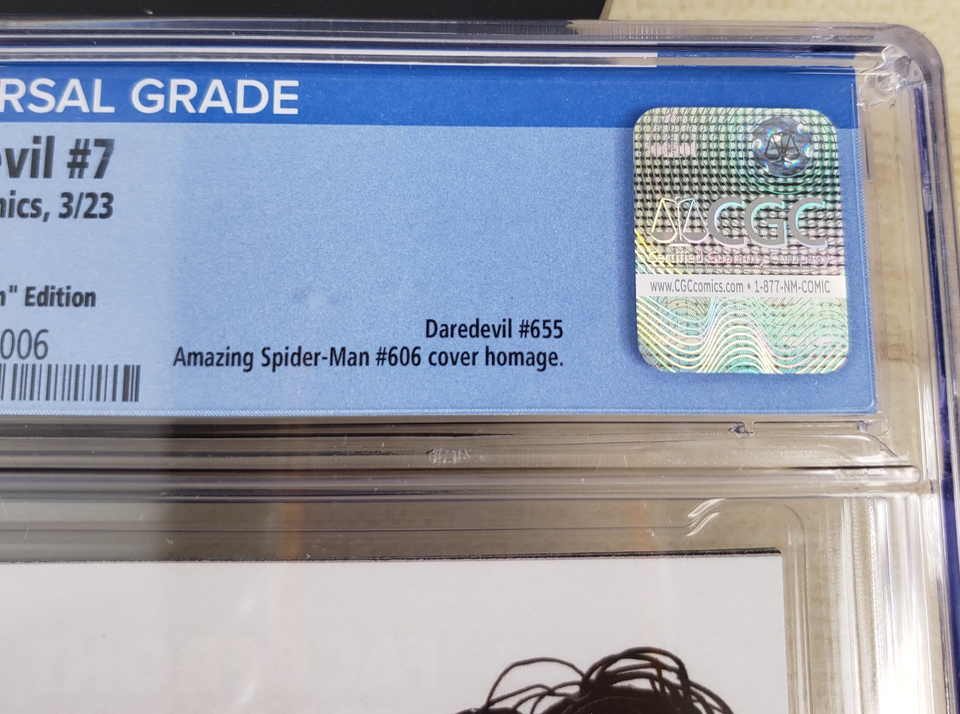 RSAL GRADE
evil #7
mics, 3/23
n" Edition
006
Daredevil #655
Amazing Spider-Man #606 cover homage.
CGC
Certified Guaranty Company
www.CGCcomics.com • 1-877-NM-COMIC